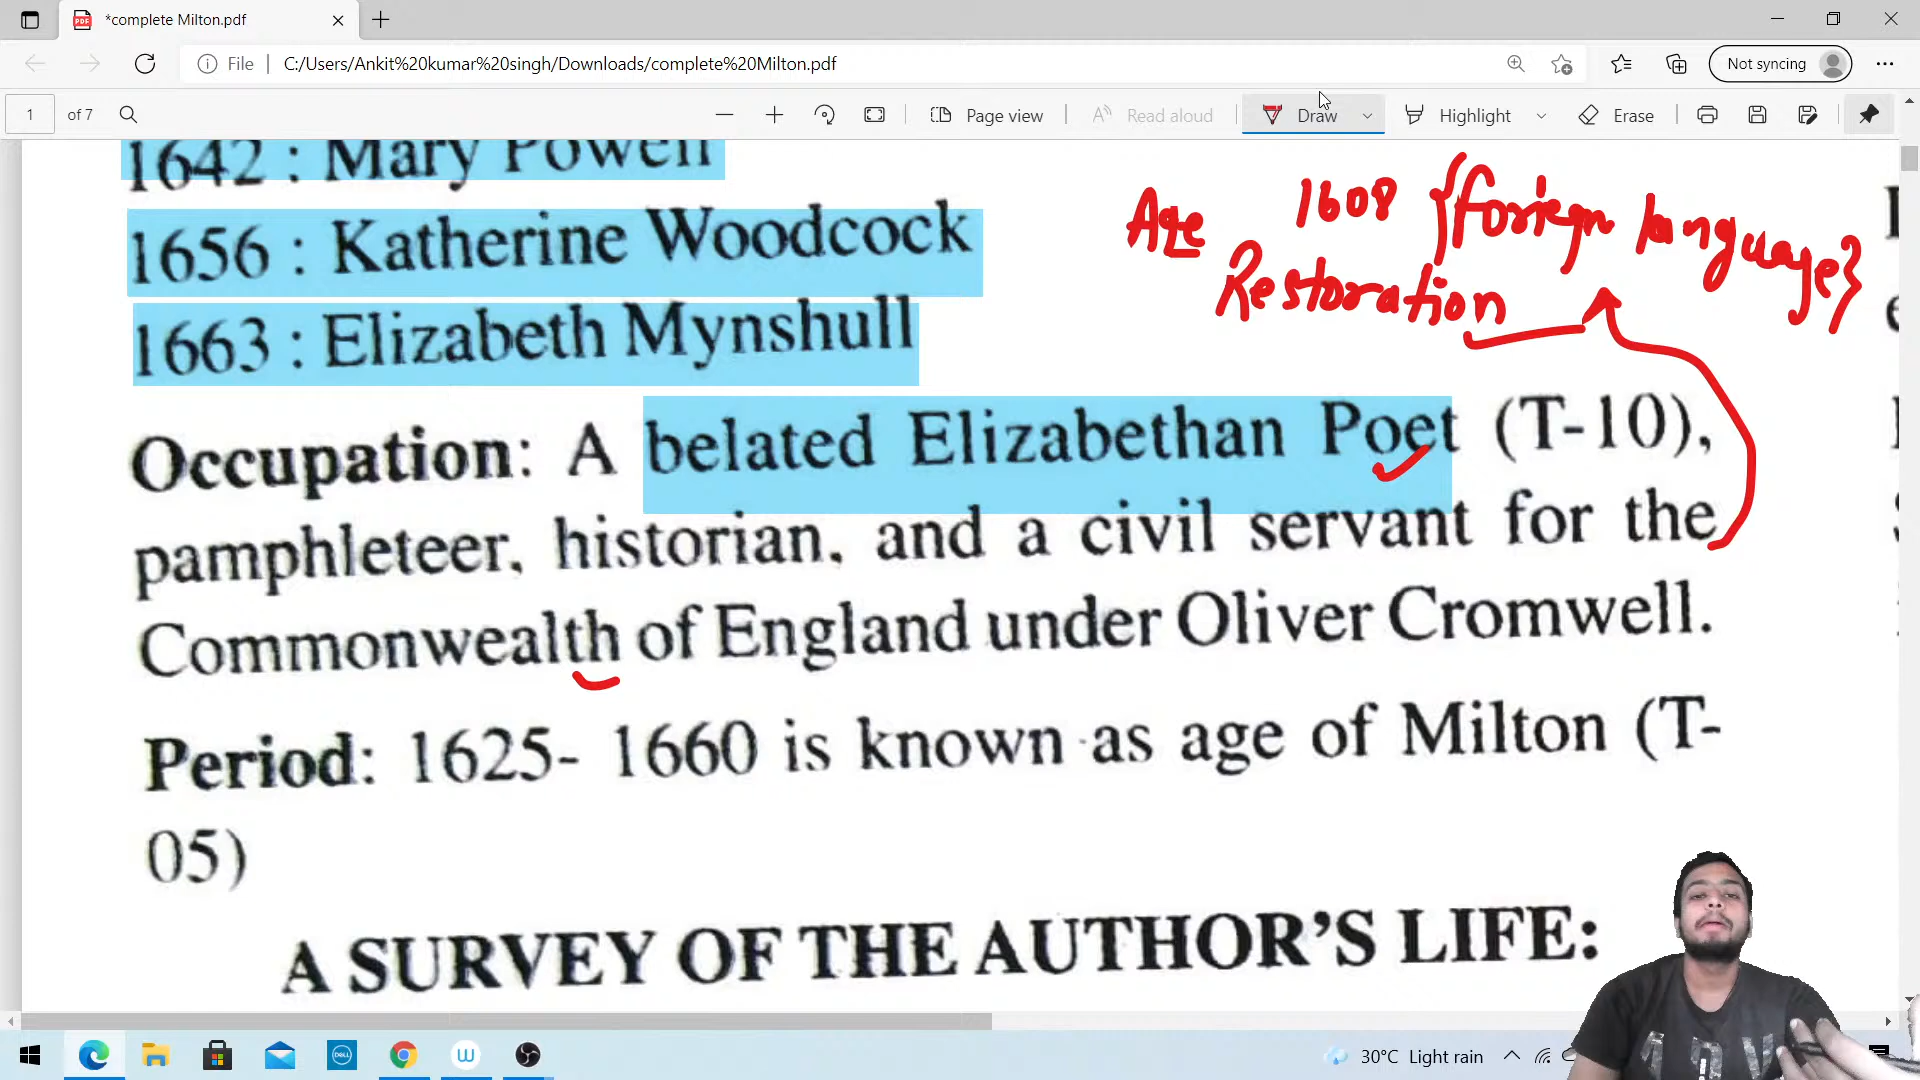 *complete Milton.pdf
File C:/Users/Ankit%20kumar%20singh/Downloads/complete%20Milton.pdf Not syncing
1 of 7 Page view Read aloud Draw Highlight Erase
1642 : Mary Powell
1656 : Katherine Woodcock
1663 : Elizabeth Mynshull
Age 1608 {foriegn language}
Restoration
Occupation: A belated Elizabethan Poet (T-10),
pamphleteer, historian, and a civil servant for the
Commonwealth of England under Oliver Cromwell.
Period: 1625- 1660 is known as age of Milton (T-
05)
A SURVEY OF THE AUTHOR'S LIFE:
30°C Light rain